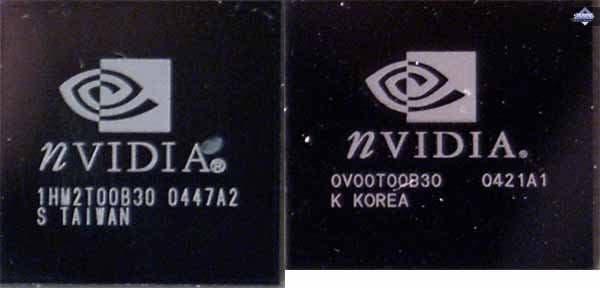 nVIDIA®
1HM2T00B30 0447A2
S TAIWAN
nVIDIA.
0V00T00B30 0421A1
K KOREA